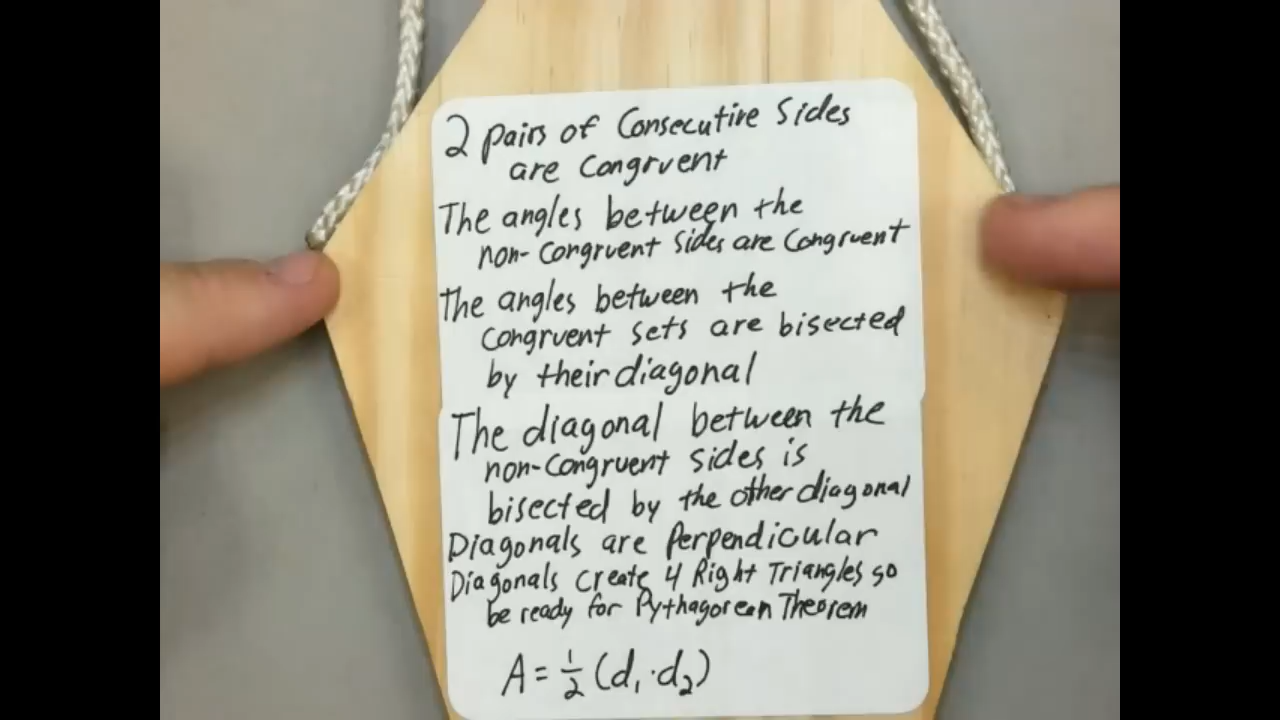 2 pairs of Consecutive Sides
are Congruent
The angles between the
non-Congruent Sides are Congruent
The angles between the
Congruent sets are bisected
by their diagonal
The diagonal between the
non-Congruent sides is
bisected by the other diagonal
Diagonals are Perpendicular
Diagonals create 4 Right Triangles so
be ready for Pythagorean Theorem
A = 1/2 (d₁·d₂)